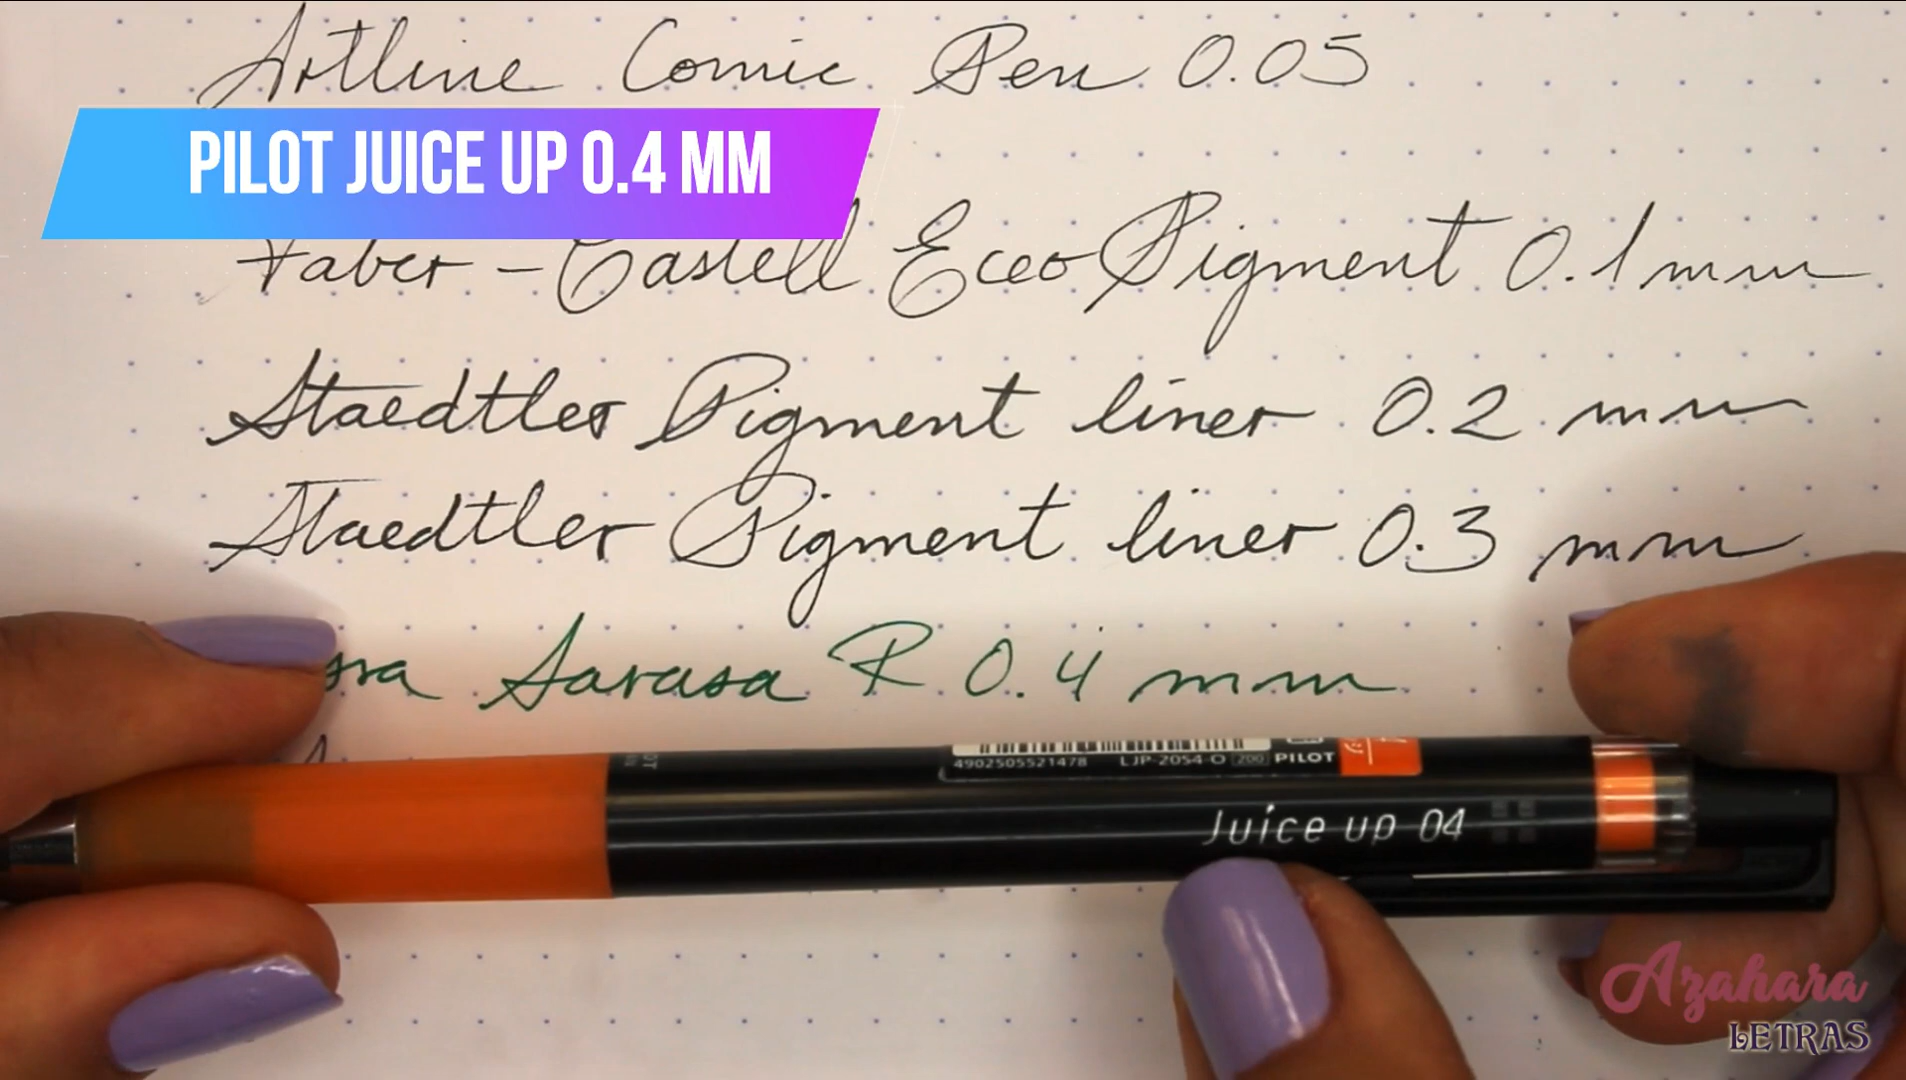 Artline Comic Pen 0.05
PILOT JUICE UP 0.4 MM
Faber-Castell Ecco Pigment 0.1 mm
Staedtler Pigment liner 0.2 mm
Staedtler Pigment liner 0.3 mm
Sarasa R 0.4 mm
4902505521478 LJP-20S4-O 200 PILOT
Juice up 04
Azahara
LETRAS